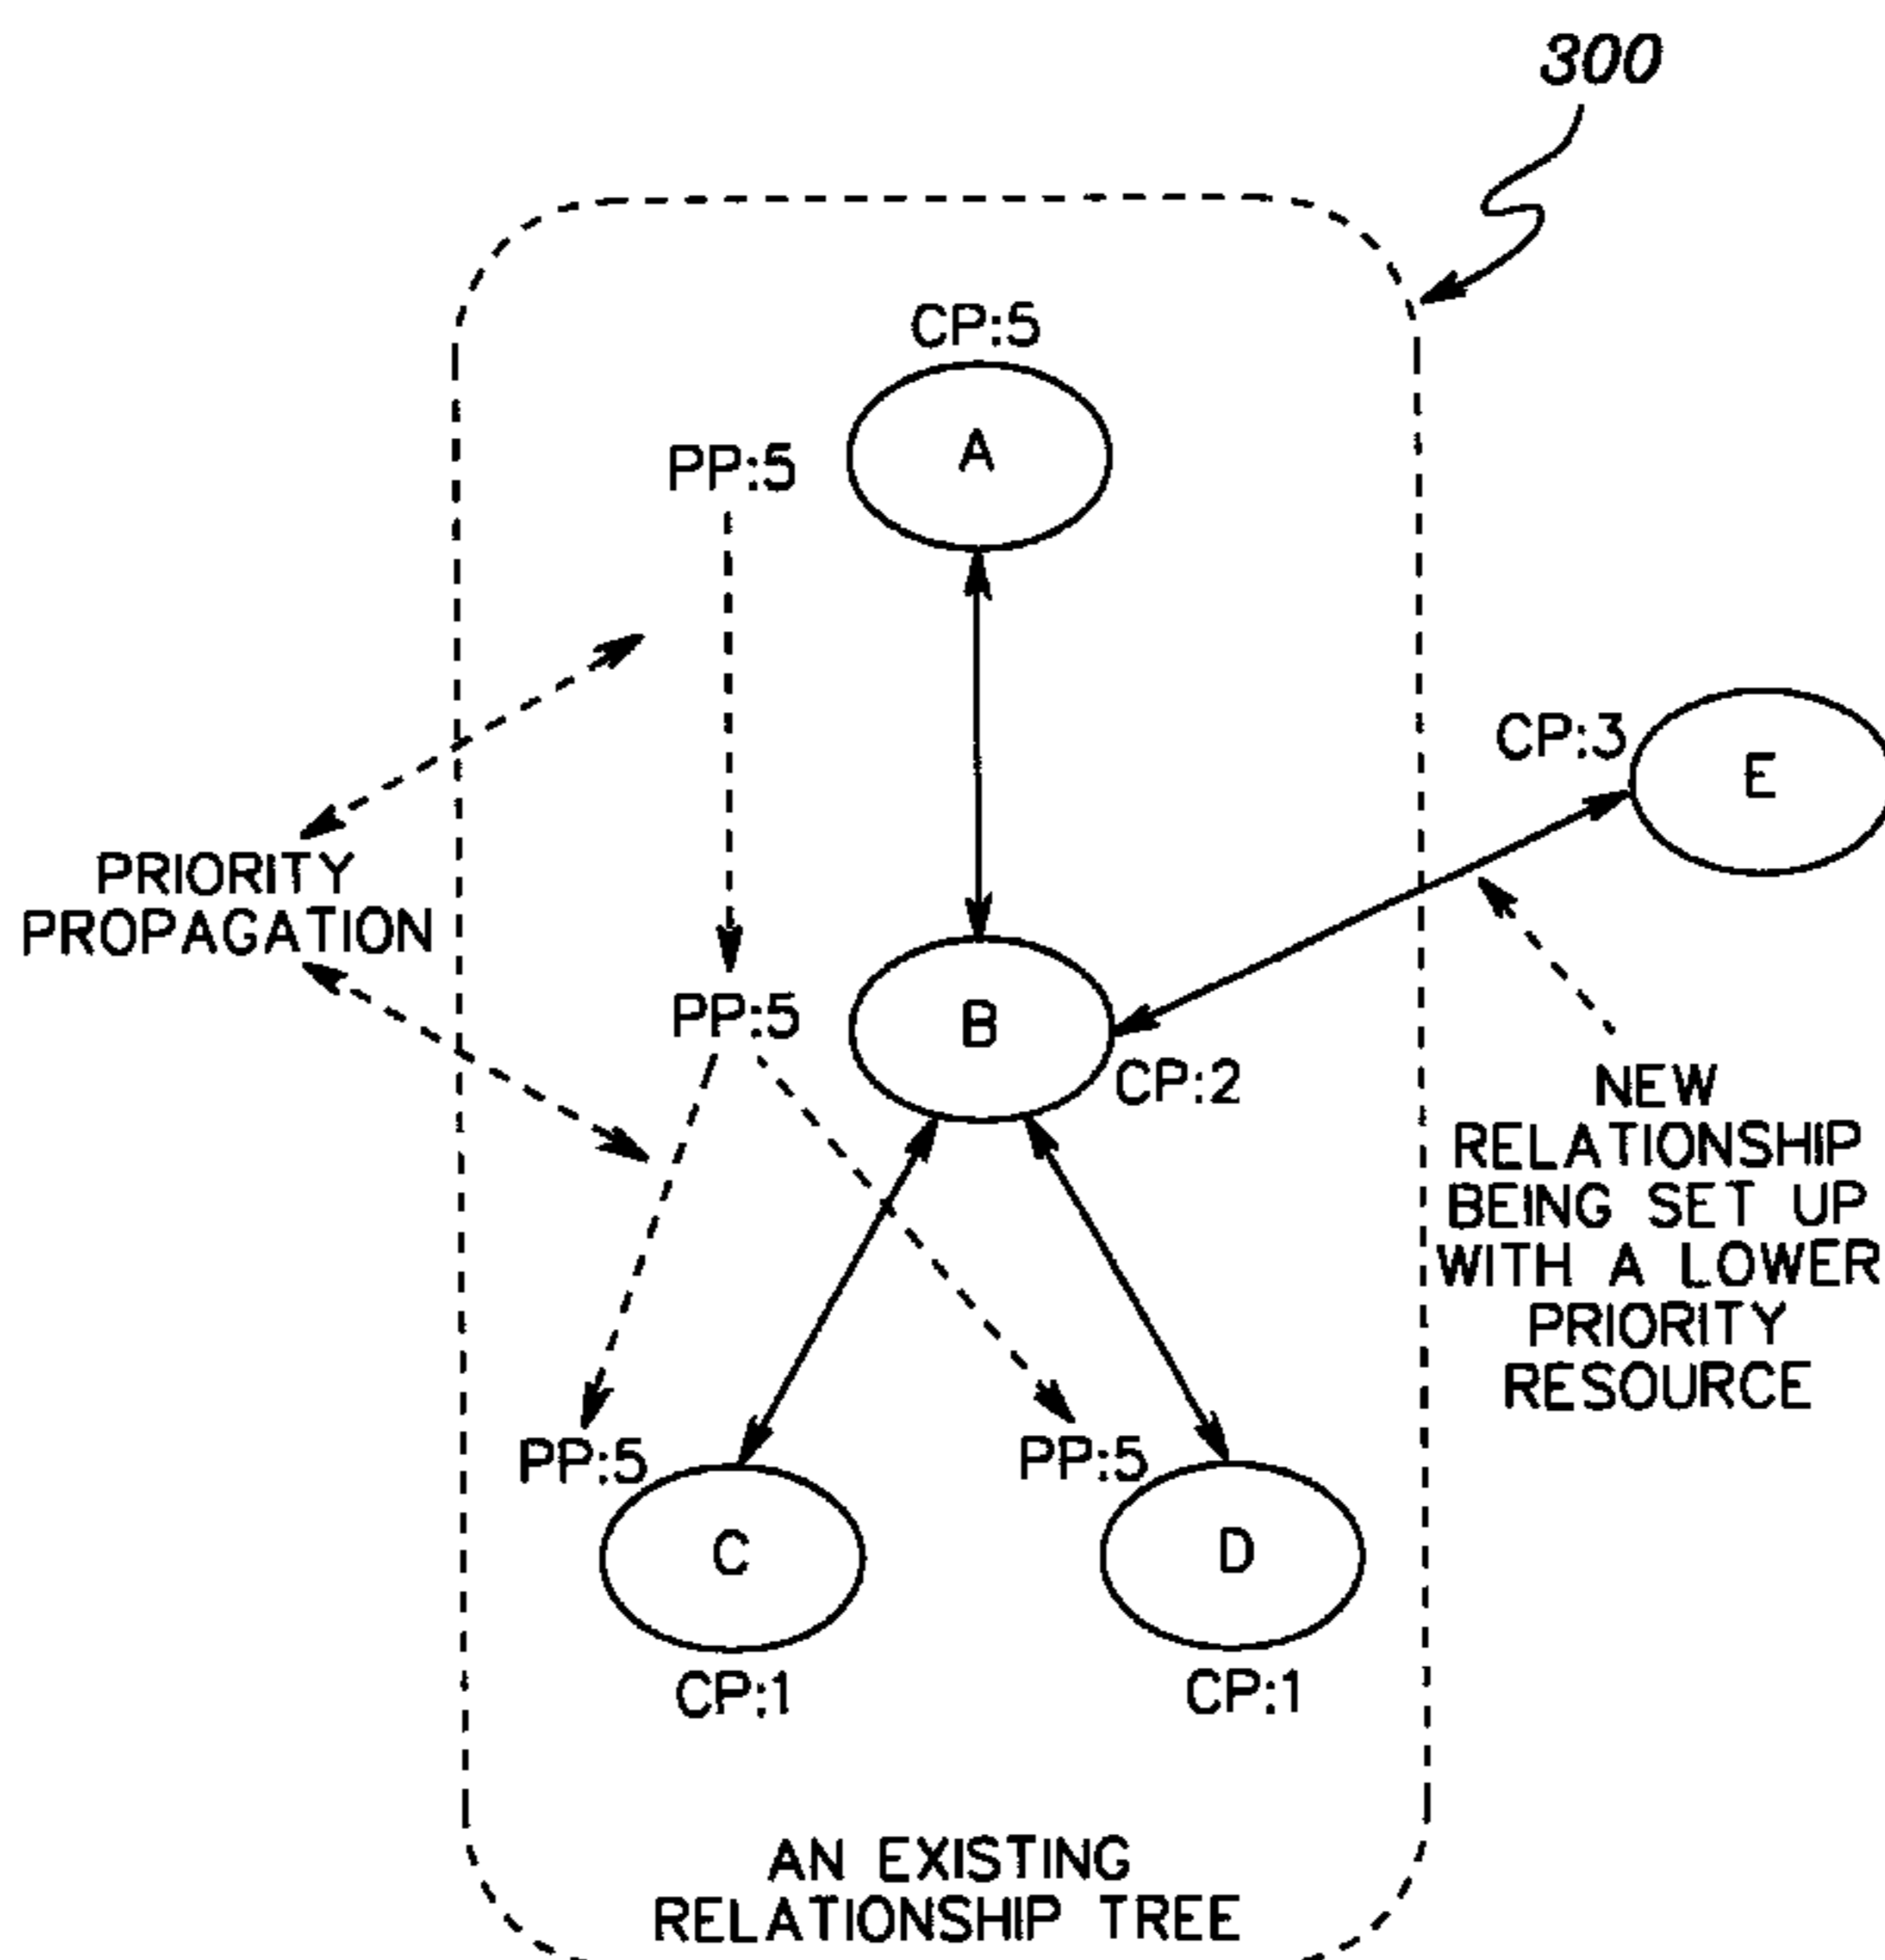 300
CP:5
A
PP:5
CP:3
E
PRIORITY
PROPAGATION
PP:5
B
CP:2
NEW
RELATIONSHIP
BEING SET UP
WITH A LOWER
PRIORITY
RESOURCE
PP:5
PP:5
C
D
CP:1
CP:1
AN EXISTING
RELATIONSHIP TREE